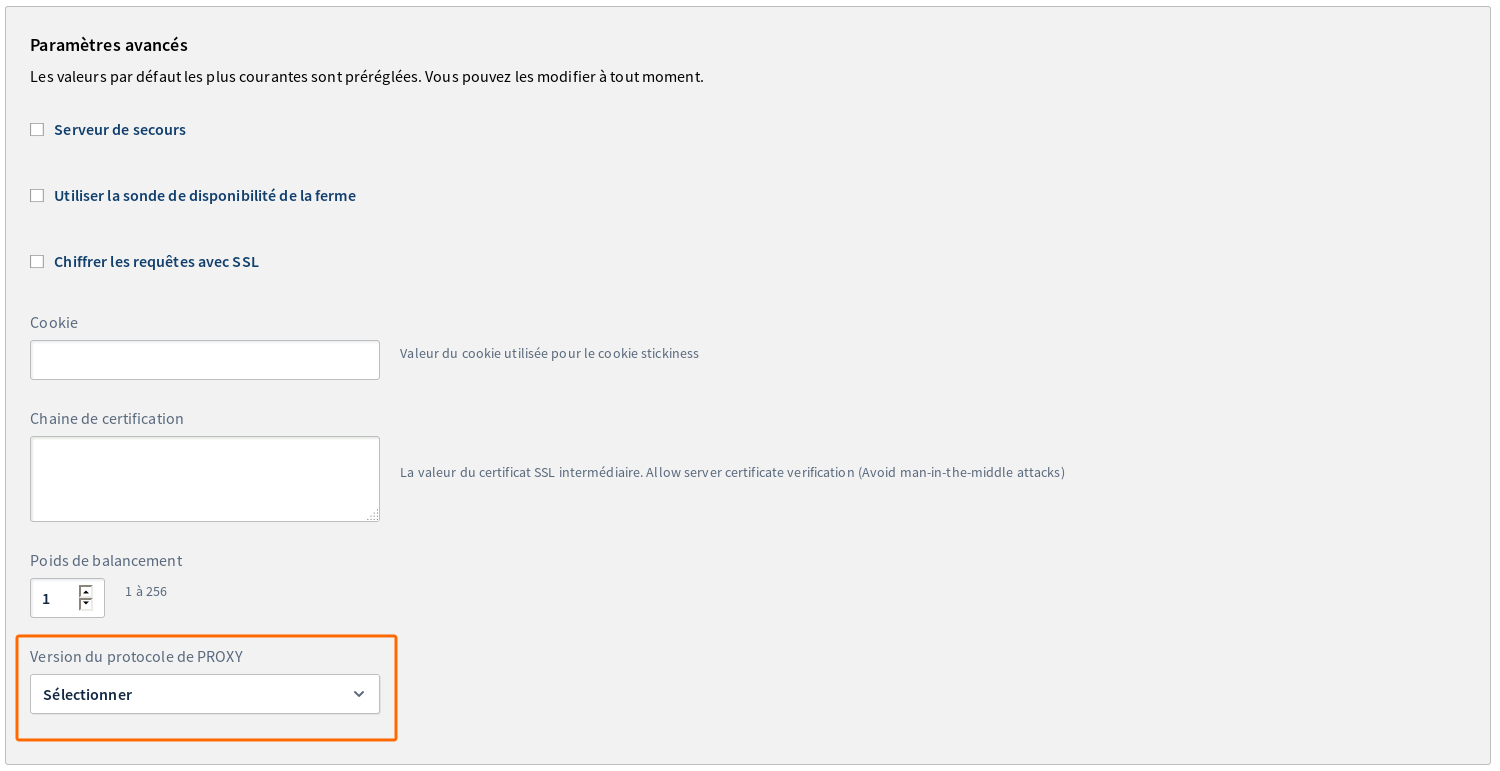 Paramètres avancés
Les valeurs par défaut les plus courantes sont préréglées. Vous pouvez les modifier à tout moment.
Serveur de secours
Utiliser la sonde de disponibilité de la ferme
Chiffrer les requêtes avec SSL
Cookie
Valeur du cookie utilisée pour le cookie stickiness
Chaine de certification
La valeur du certificat SSL intermédiaire. Allow server certificate verification (Avoid man-in-the-middle attacks)
Poids de balancement
1
1 à 256
Version du protocole de PROXY
Sélectionner